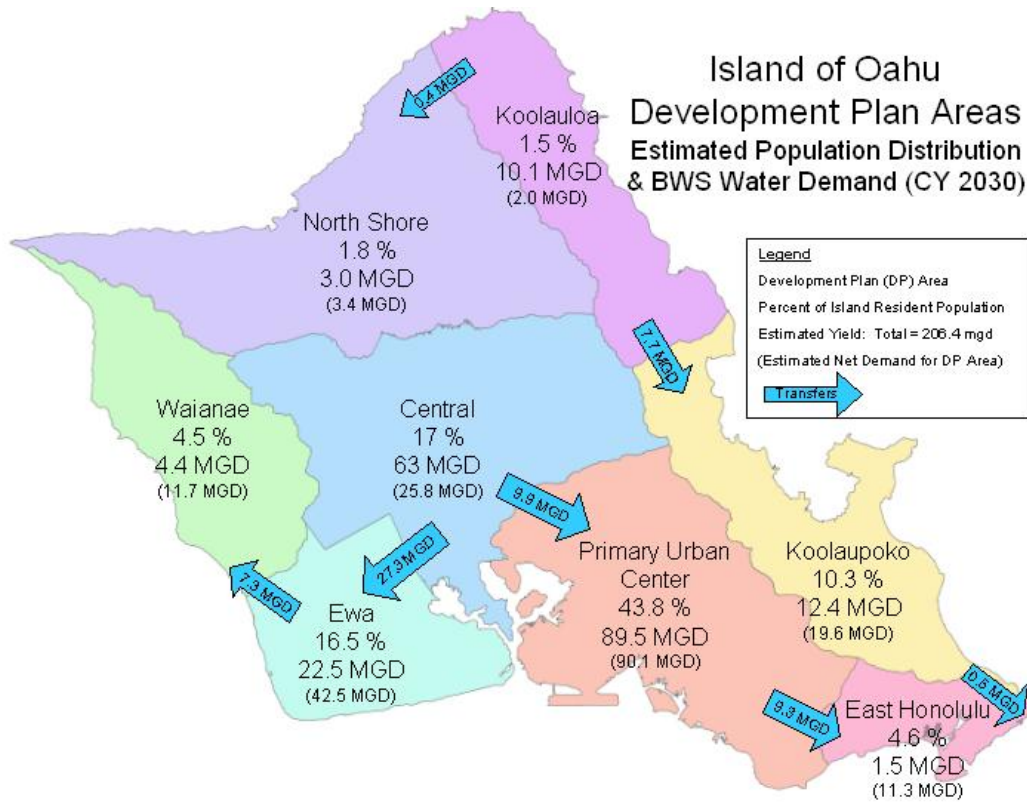 Island of Oahu
Development Plan Areas
Estimated Population Distribution
& BWS Water Demand (CY 2030)
0.4 MGD
Koolauloa
1.5 %
10.1 MGD
(2.0 MGD)
North Shore
1.8 %
3.0 MGD
(3.4 MGD)
Legend
Development Plan (DP) Area
Percent of Island Resident Population
Estimated Yield: Total = 206.4 mgd
(Estimated Net Demand for DP Area)
Transfers
7.7 MGD
Waianae
4.5 %
4.4 MGD
(11.7 MGD)
Central
17 %
63 MGD
(25.8 MGD)
9.9 MGD
27.3 MGD
7.3 MGD
Ewa
16.5 %
22.5 MGD
(42.5 MGD)
Primary Urban
Center
43.8 %
89.5 MGD
(90.1 MGD)
Koolaupoko
10.3 %
12.4 MGD
(19.6 MGD)
9.3 MGD
0.5 MGD
East Honolulu
4.6 %
1.5 MGD
(11.3 MGD)